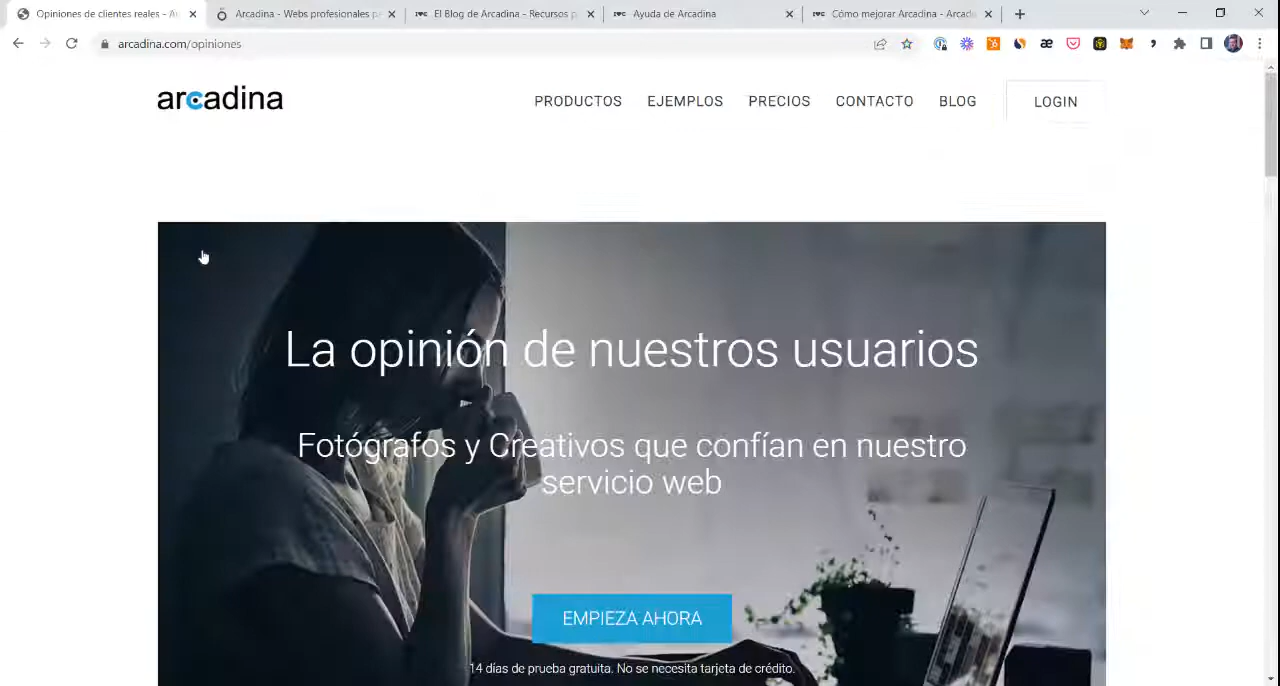 Opiniones de clientes reales - A
Arcadina - Webs profesionales p
I♥C El Blog de Arcadina - Recursos p
I♥C Ayuda de Arcadina
I♥C Cómo mejorar Arcadina - Arcad
arcadina.com/opiniones
arcadina
PRODUCTOS EJEMPLOS PRECIOS CONTACTO BLOG LOGIN
La opinión de nuestros usuarios
Fotógrafos y Creativos que confían en nuestro
servicio web
EMPIEZA AHORA
14 días de prueba gratuita. No se necesita tarjeta de crédito.